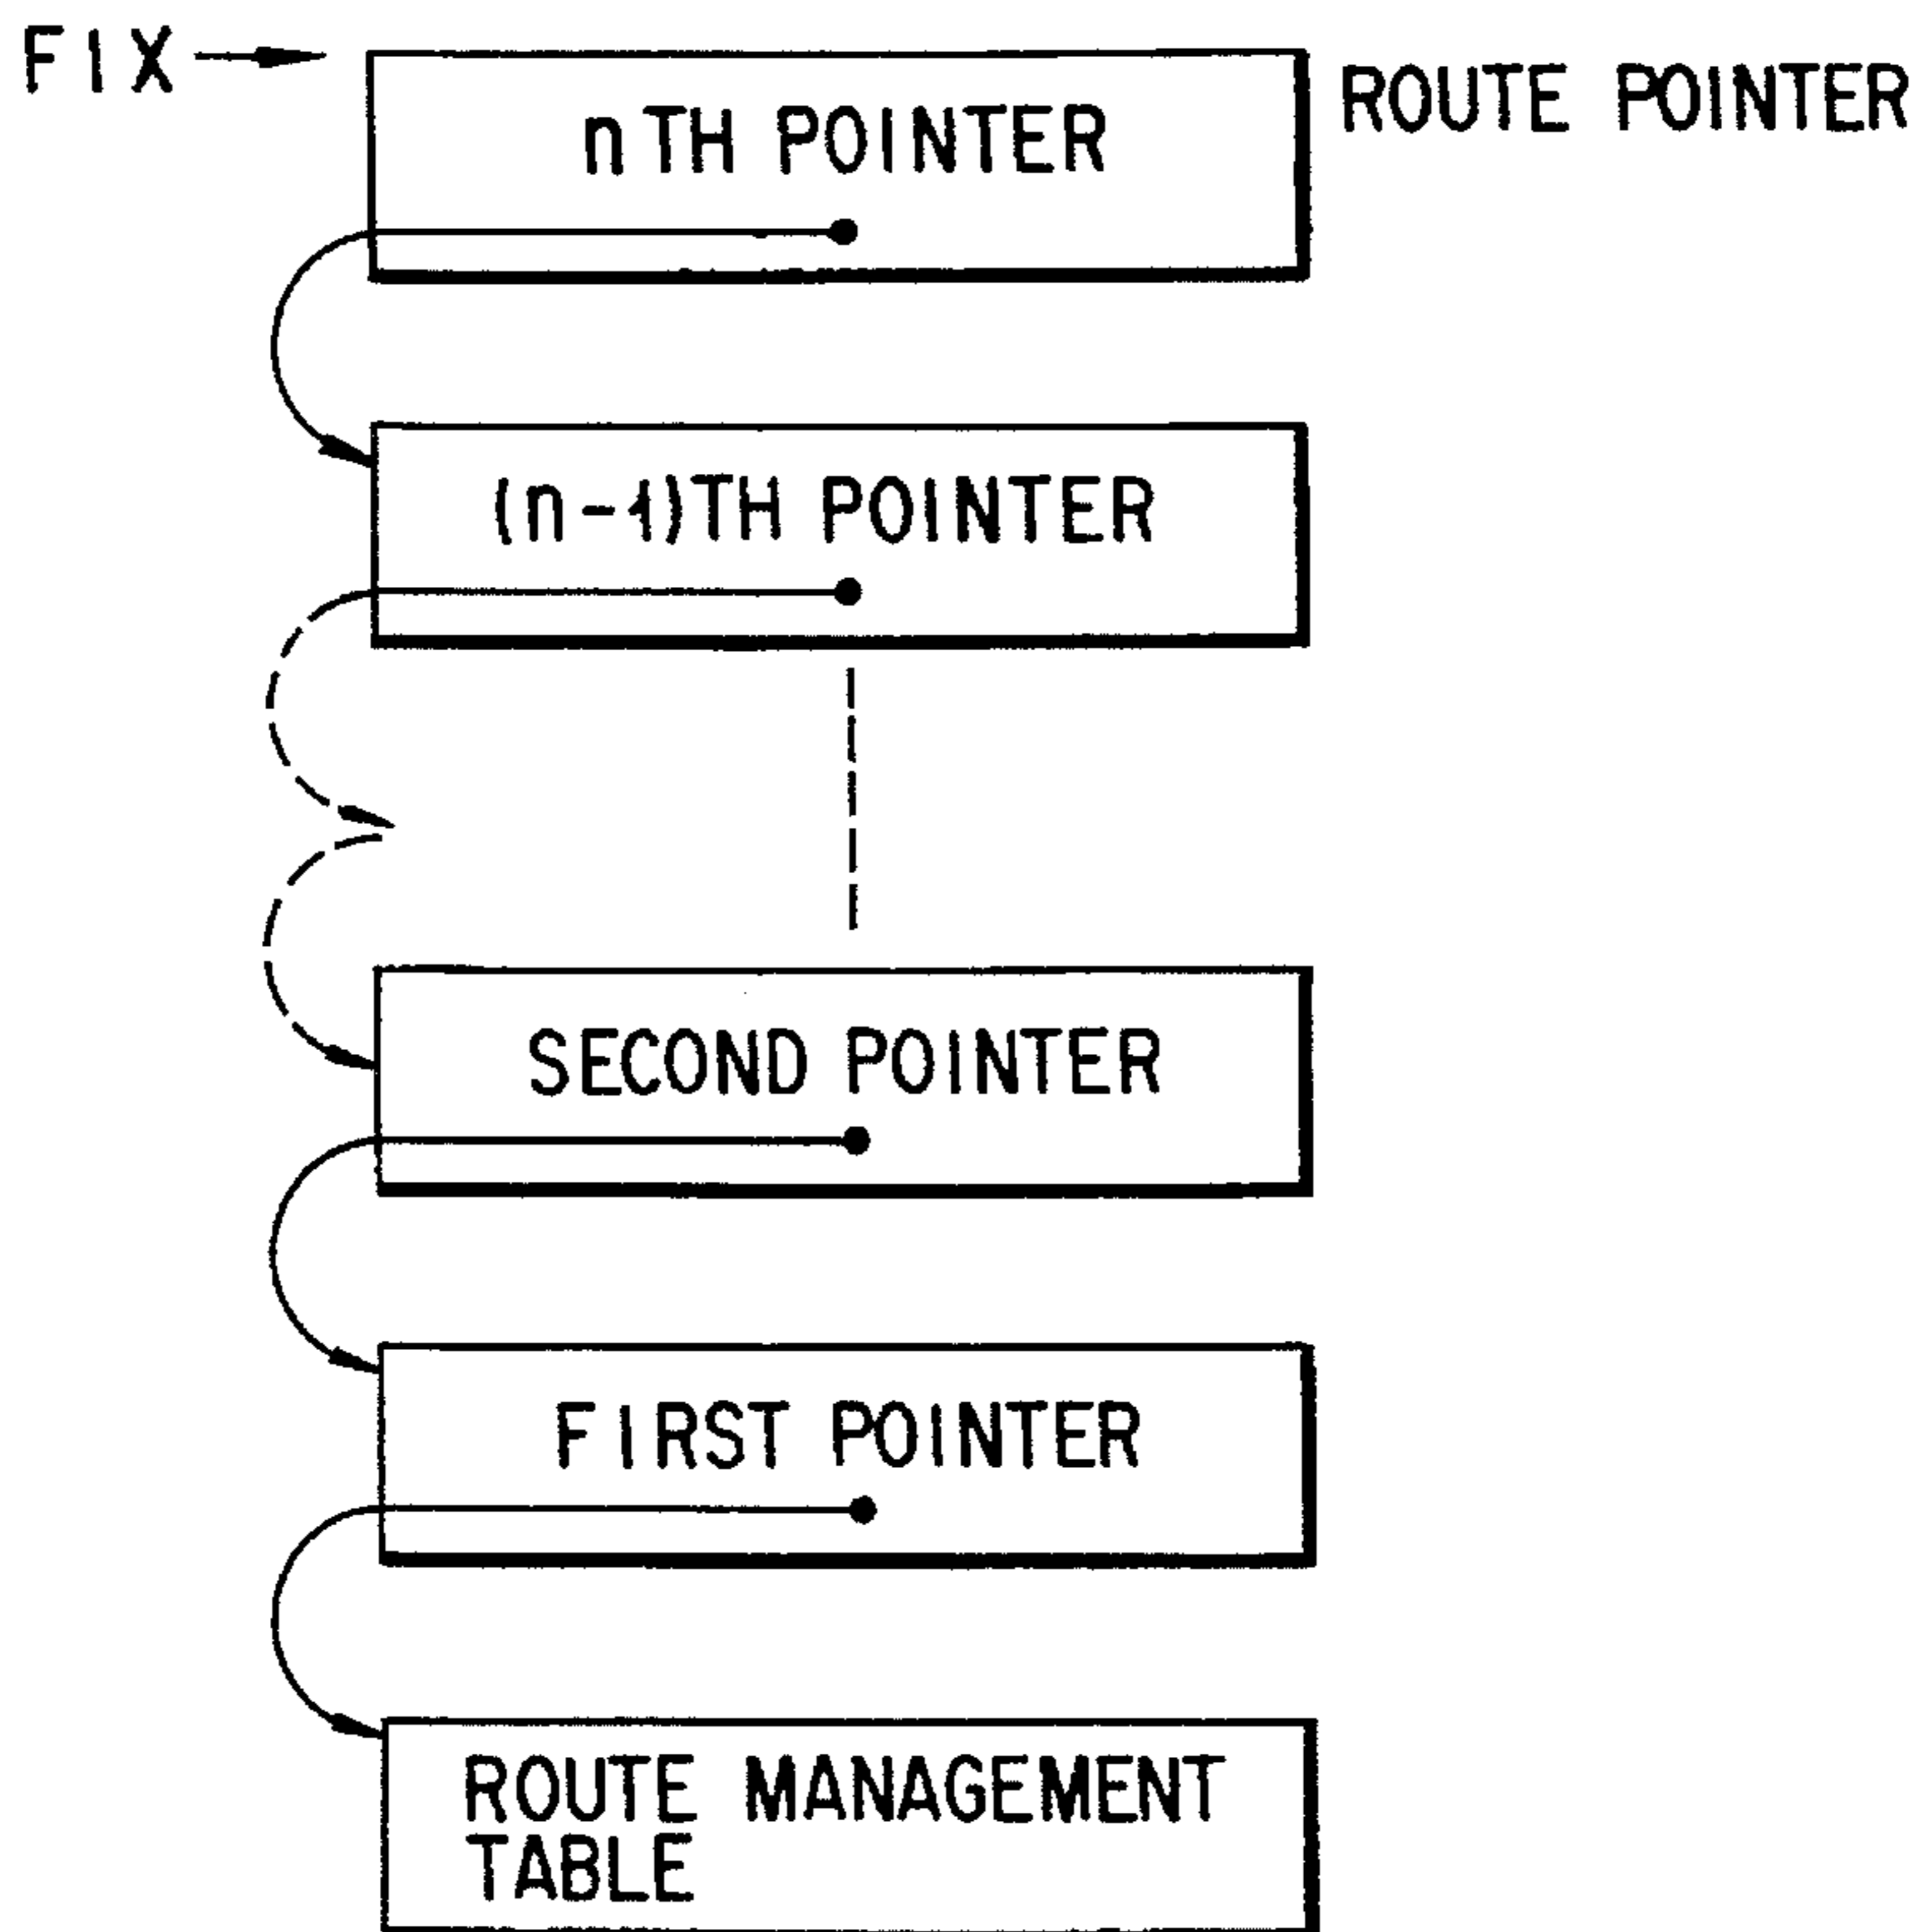 FIX
ROUTE POINTER
nTH POINTER
(n-1)TH POINTER
SECOND POINTER
FIRST POINTER
ROUTE MANAGEMENT
TABLE